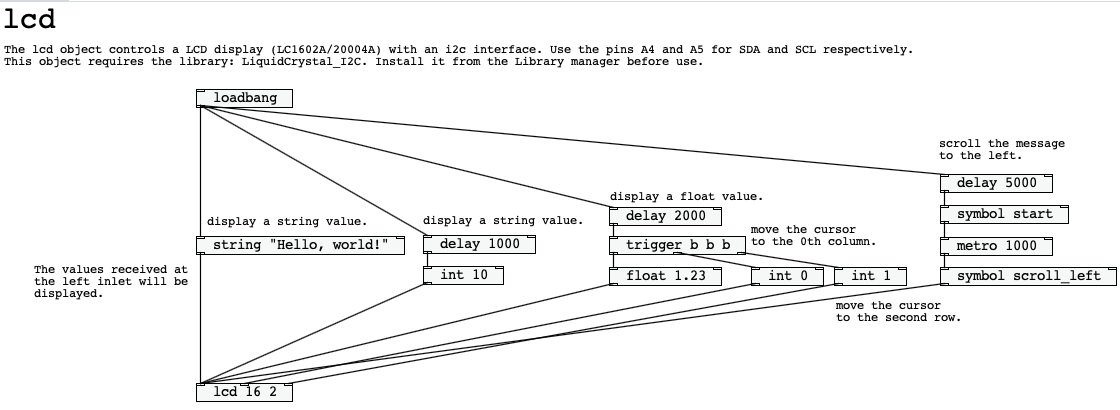 lcd
The lcd object controls a LCD display (LC1602A/20004A) with an i2c interface. Use the pins A4 and A5 for SDA and SCL respectively.
This object requires the library: LiquidCrystal_I2C. Install it from the Library manager before use.
loadbang
scroll the message
to the left.
delay 5000
display a float value.
symbol start
delay 2000
display a string value.
display a string value.
move the cursor
to the 0th column.
string "Hello, world!"
delay 1000
trigger b b b
metro 1000
The values received at
the left inlet will be
displayed.
int 10
float 1.23
int 0
int 1
symbol scroll_left
move the cursor
to the second row.
lcd 16 2